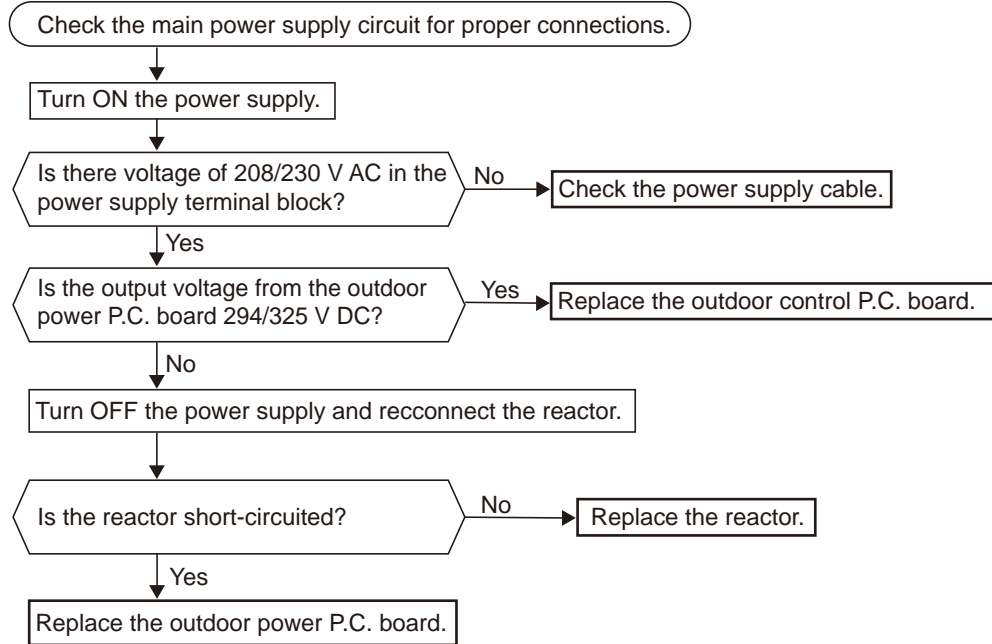 Check the main power supply circuit for proper connections.
Turn ON the power supply.
Is there voltage of 208/230 V AC in the
power supply terminal block?
No
Check the power supply cable.
Yes
Is the output voltage from the outdoor
power P.C. board 294/325 V DC?
Yes
Replace the outdoor control P.C. board.
No
Turn OFF the power supply and recconnect the reactor.
Is the reactor short-circuited?
No
Replace the reactor.
Yes
Replace the outdoor power P.C. board.